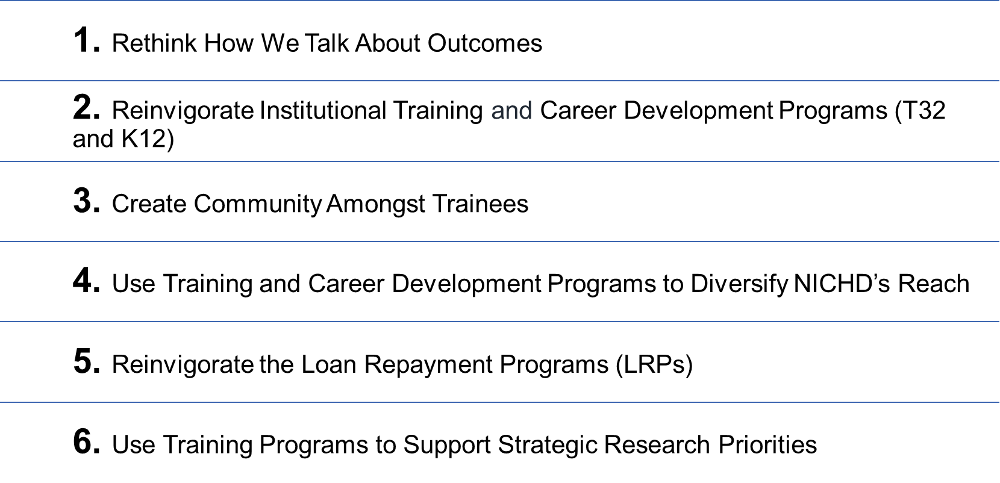 1. Rethink How We Talk About Outcomes
2. Reinvigorate Institutional Training and Career Development Programs (T32
and K12)
3. Create Community Amongst Trainees
4. Use Training and Career Development Programs to Diversify NICHD’s Reach
5. Reinvigorate the Loan Repayment Programs (LRPs)
6. Use Training Programs to Support Strategic Research Priorities